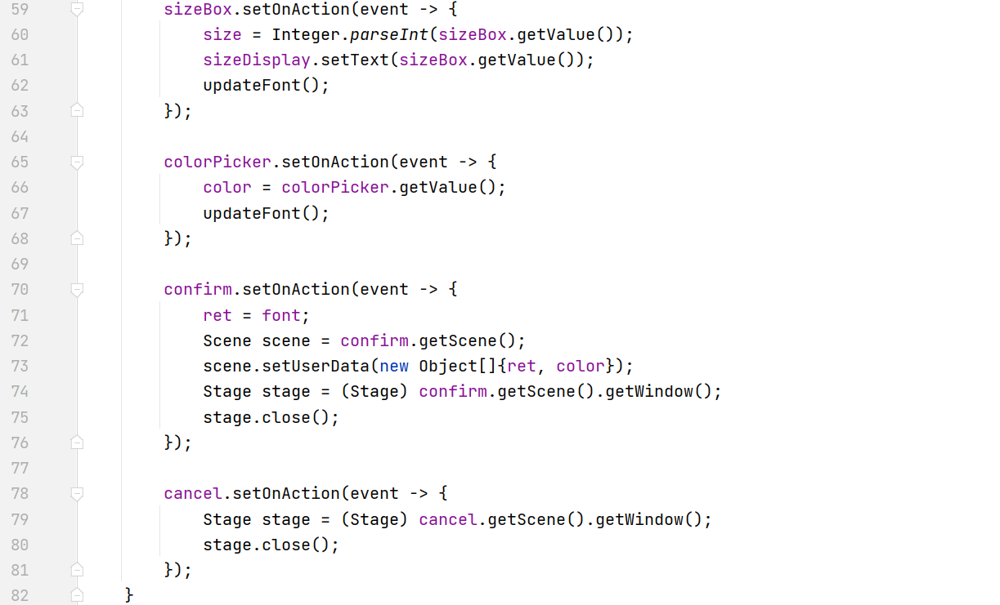 59 sizeBox.setOnAction(event -> {
60 size = Integer.parseInt(sizeBox.getValue());
61 sizeDisplay.setText(sizeBox.getValue());
62 updateFont();
63 });
64
65 colorPicker.setOnAction(event -> {
66 color = colorPicker.getValue();
67 updateFont();
68 });
69
70 confirm.setOnAction(event -> {
71 ret = font;
72 Scene scene = confirm.getScene();
73 scene.setUserData(new Object[]{ret, color});
74 Stage stage = (Stage) confirm.getScene().getWindow();
75 stage.close();
76 });
77
78 cancel.setOnAction(event -> {
79 Stage stage = (Stage) cancel.getScene().getWindow();
80 stage.close();
81 });
82 }